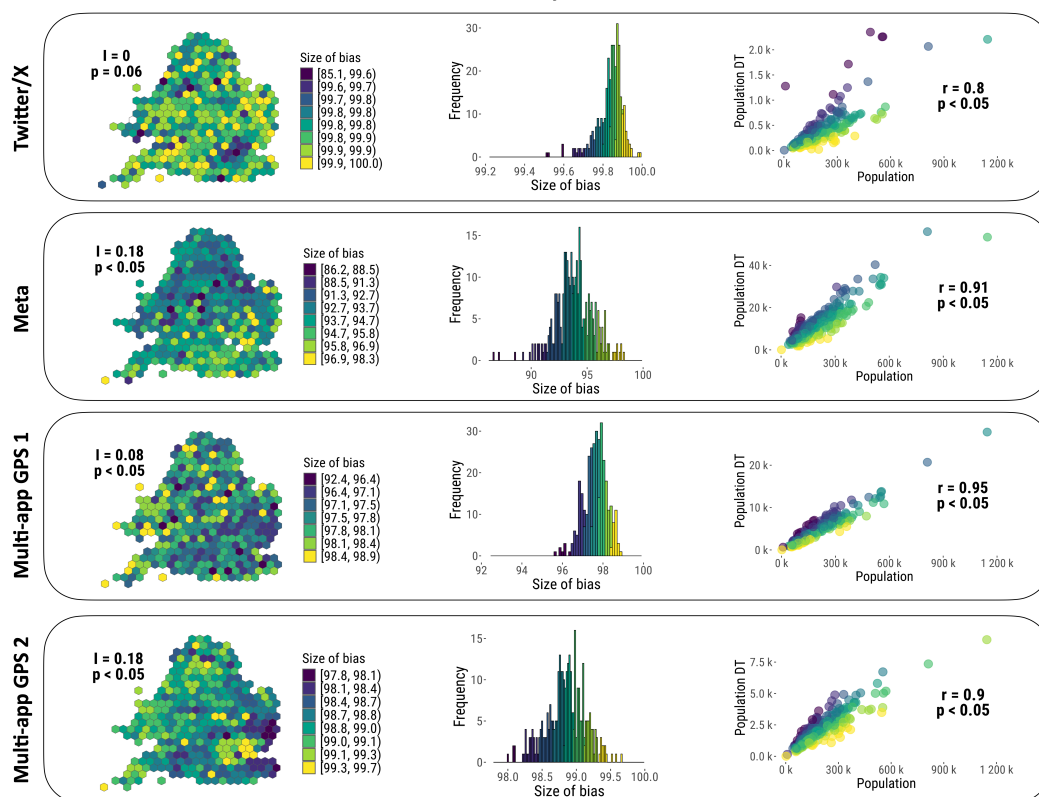 Twitter/X
I = 0
p = 0.06
Size of bias
[85.1, 99.6)
[99.6, 99.7)
[99.7, 99.8)
[99.8, 99.8)
[99.8, 99.8)
[99.8, 99.9)
[99.9, 99.9)
[99.9, 100.0)
Frequency
30
20
10
0
99.2 99.4 99.6 99.8 100.0
Size of bias
Population DT
2.0 k
1.5 k
1.0 k
0.5 k
0.0 k
0 k 300 k 600 k 900 k 1 200 k
Population
r = 0.8
p < 0.05
Meta
I = 0.18
p < 0.05
Size of bias
[86.2, 88.5)
[88.5, 91.3)
[91.3, 92.7)
[92.7, 93.7)
[93.7, 94.7)
[94.7, 95.8)
[95.8, 96.9)
[96.9, 98.3)
Frequency
15
10
5
0
90 95 100
Size of bias
Population DT
40 k
20 k
0 k
0 k 300 k 600 k 900 k 1 200 k
Population
r = 0.91
p < 0.05
Multi-app GPS 1
I = 0.08
p < 0.05
Size of bias
[92.4, 96.4)
[96.4, 97.1)
[97.1, 97.5)
[97.5, 97.8)
[97.8, 98.1)
[98.1, 98.4)
[98.4, 98.9)
Frequency
30
20
10
0
92 94 96 98 100
Size of bias
Population DT
20 k
10 k
0 k
0 k 300 k 600 k 900 k 1 200 k
Population
r = 0.95
p < 0.05
Multi-app GPS 2
I = 0.18
p < 0.05
Size of bias
[97.8, 98.1)
[98.1, 98.4)
[98.4, 98.7)
[98.7, 98.8)
[98.8, 99.0)
[99.0, 99.1)
[99.1, 99.3)
[99.3, 99.7)
Frequency
15
10
5
0
98.0 98.5 99.0 99.5 100.0
Size of bias
Population DT
7.5 k
5.0 k
2.5 k
0.0 k
0 k 300 k 600 k 900 k 1 200 k
Population
r = 0.9
p < 0.05